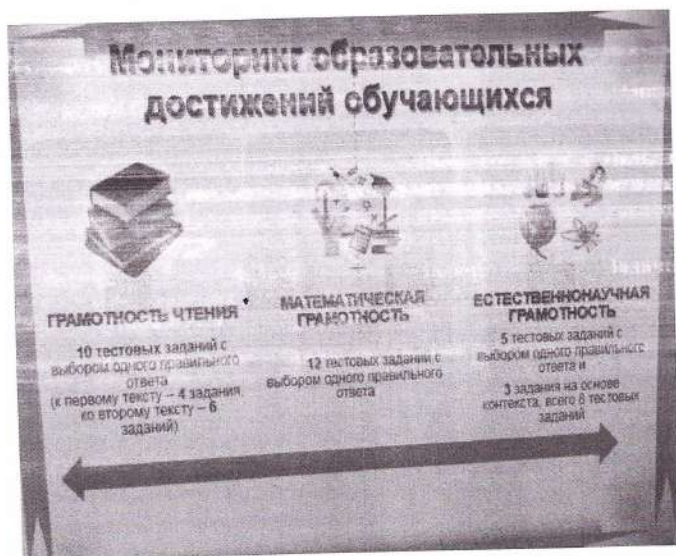 Мониторинг образовательных
достижений обучающихся
ГРАМОТНОСТЬ ЧТЕНИЯ
10 тестовых заданий с
выбором одного правильного
ответа
(к первому тексту – 4 задания,
ко второму тексту – 6
заданий)
МАТЕМАТИЧЕСКАЯ
ГРАМОТНОСТЬ
12 тестовых заданий с
выбором одного правильного
ответа
ЕСТЕСТВЕННОНАУЧНАЯ
ГРАМОТНОСТЬ
5 тестовых заданий с
выбором одного правильного
ответа и
3 задания на основе
контекста, всего 8 тестовых
заданий